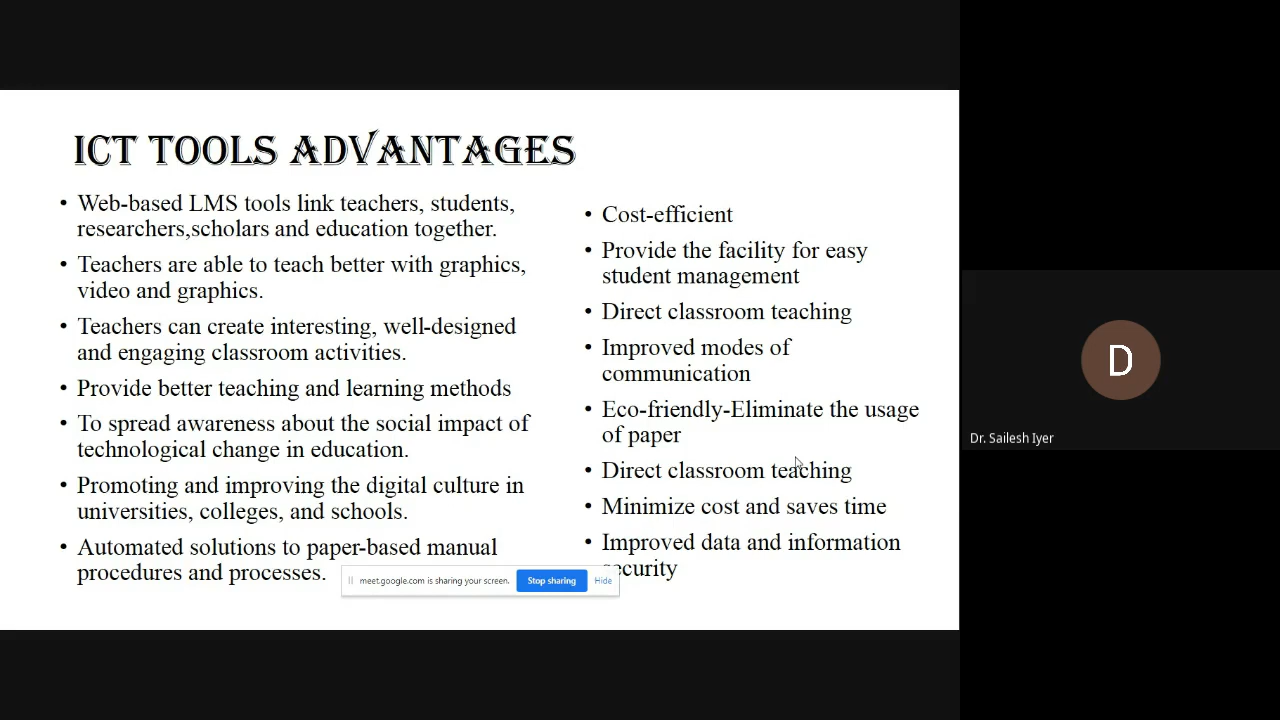 ICT TOOLS ADVANTAGES
• Web-based LMS tools link teachers, students,
researchers,scholars and education together.
• Teachers are able to teach better with graphics,
video and graphics.
• Teachers can create interesting, well-designed
and engaging classroom activities.
• Provide better teaching and learning methods
• To spread awareness about the social impact of
technological change in education.
• Promoting and improving the digital culture in
universities, colleges, and schools.
• Automated solutions to paper-based manual
procedures and processes.
• Cost-efficient
• Provide the facility for easy
student management
• Direct classroom teaching
• Improved modes of
communication
• Eco-friendly-Eliminate the usage
of paper
• Direct classroom teaching
• Minimize cost and saves time
• Improved data and information
security
meet.google.com is sharing your screen. Stop sharing Hide
D
Dr. Sailesh Iyer